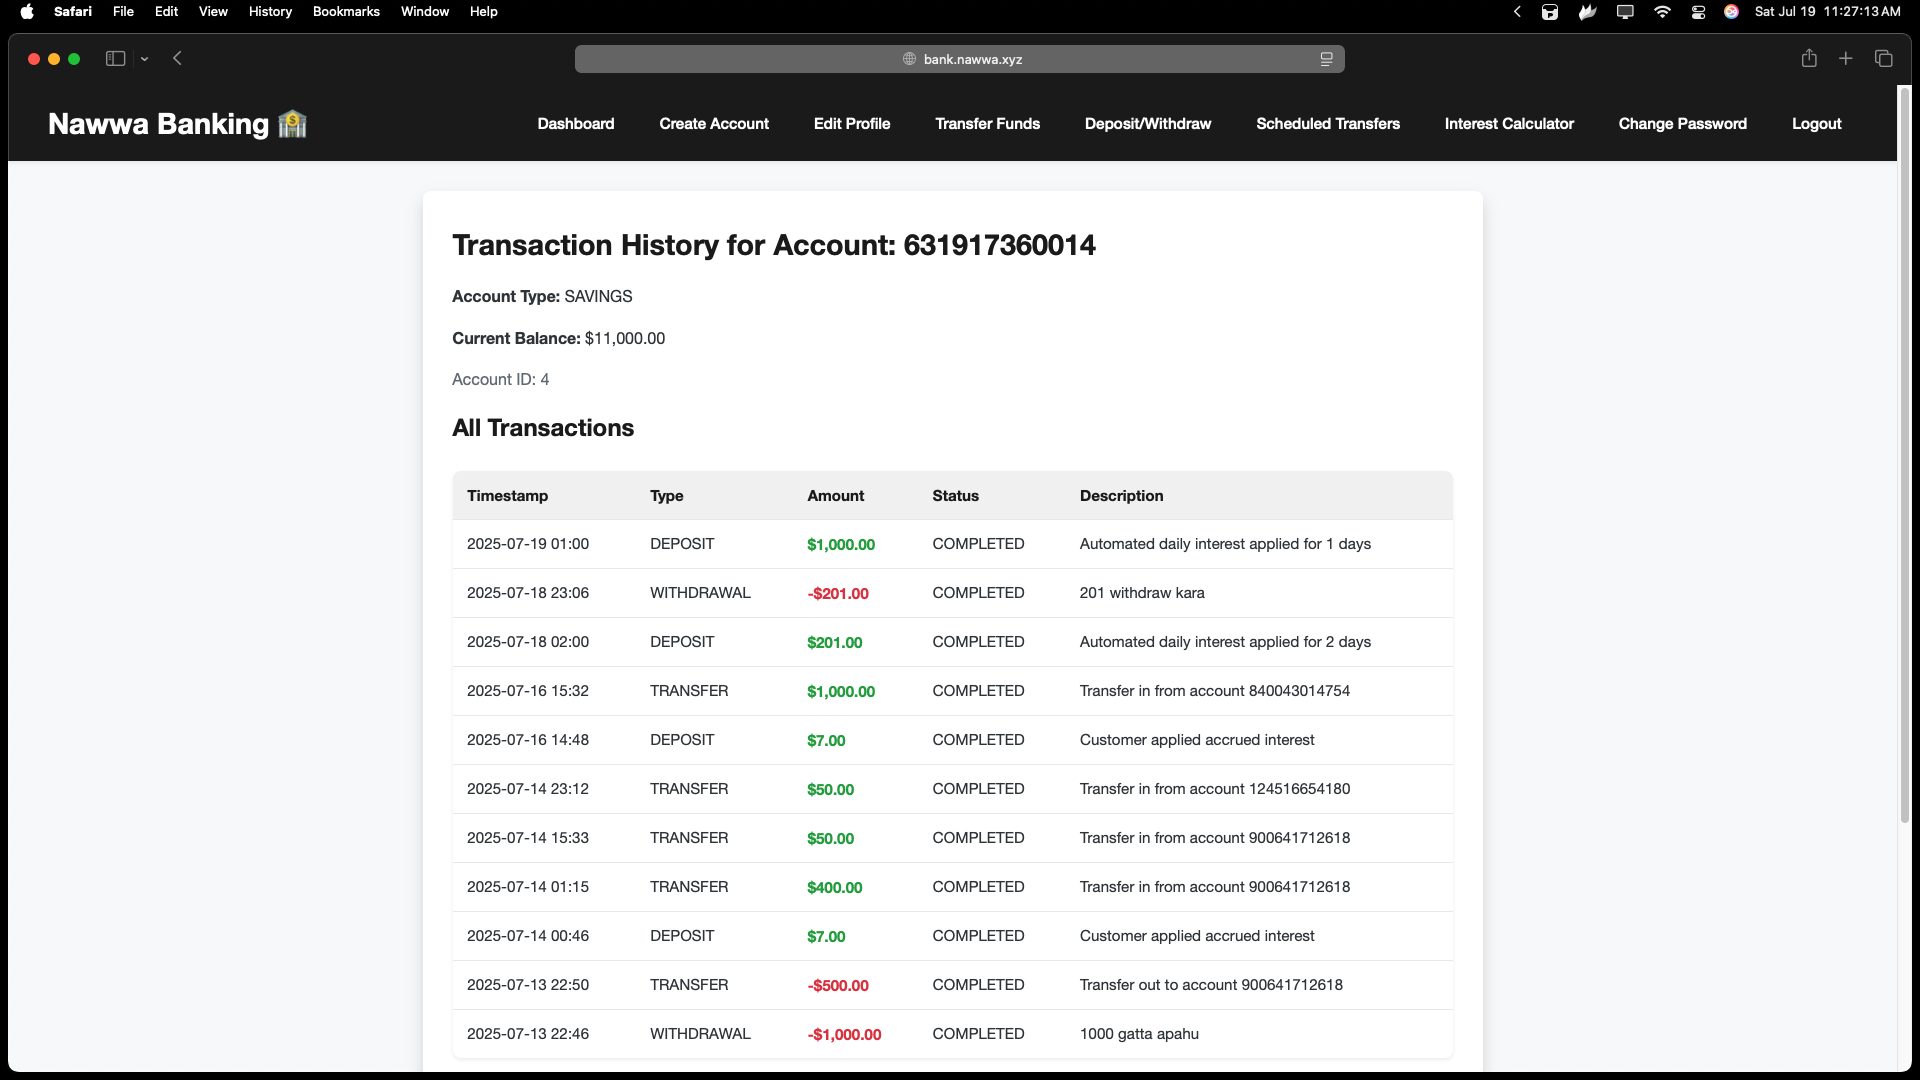 Safari File Edit View History Bookmarks Window Help Sat Jul 19 11:27:13 AM
bank.nawwa.xyz
Nawwa Banking Dashboard Create Account Edit Profile Transfer Funds Deposit/Withdraw Scheduled Transfers Interest Calculator Change Password Logout
Transaction History for Account: 631917360014
Account Type: SAVINGS
Current Balance: $11,000.00
Account ID: 4
All Transactions
Timestamp Type Amount Status Description
2025-07-19 01:00 DEPOSIT $1,000.00 COMPLETED Automated daily interest applied for 1 days
2025-07-18 23:06 WITHDRAWAL -$201.00 COMPLETED 201 withdraw kara
2025-07-18 02:00 DEPOSIT $201.00 COMPLETED Automated daily interest applied for 2 days
2025-07-16 15:32 TRANSFER $1,000.00 COMPLETED Transfer in from account 840043014754
2025-07-16 14:48 DEPOSIT $7.00 COMPLETED Customer applied accrued interest
2025-07-14 23:12 TRANSFER $50.00 COMPLETED Transfer in from account 124516654180
2025-07-14 15:33 TRANSFER $50.00 COMPLETED Transfer in from account 900641712618
2025-07-14 01:15 TRANSFER $400.00 COMPLETED Transfer in from account 900641712618
2025-07-14 00:46 DEPOSIT $7.00 COMPLETED Customer applied accrued interest
2025-07-13 22:50 TRANSFER -$500.00 COMPLETED Transfer out to account 900641712618
2025-07-13 22:46 WITHDRAWAL -$1,000.00 COMPLETED 1000 gatta apahu